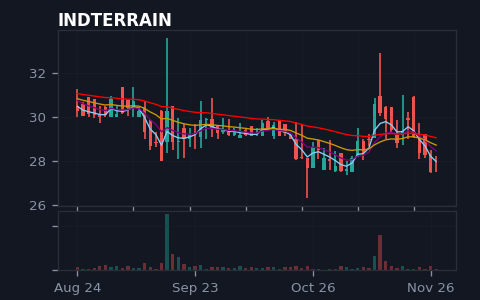 INDTERRAIN
32
30
28
26
Aug 24
Sep 23
Oct 26
Nov 26